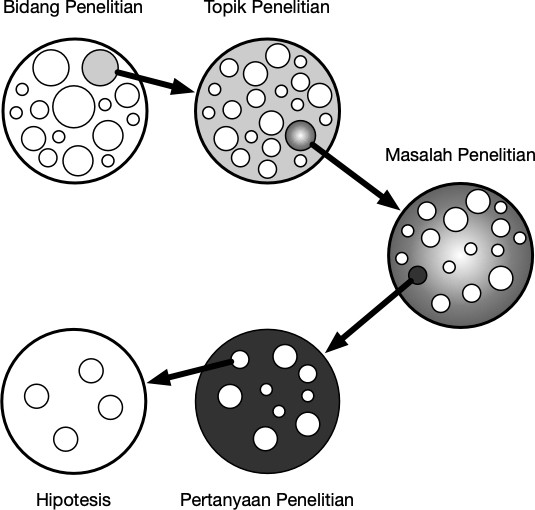 Bidang Penelitian
Topik Penelitian
Masalah Penelitian
Hipotesis
Pertanyaan Penelitian